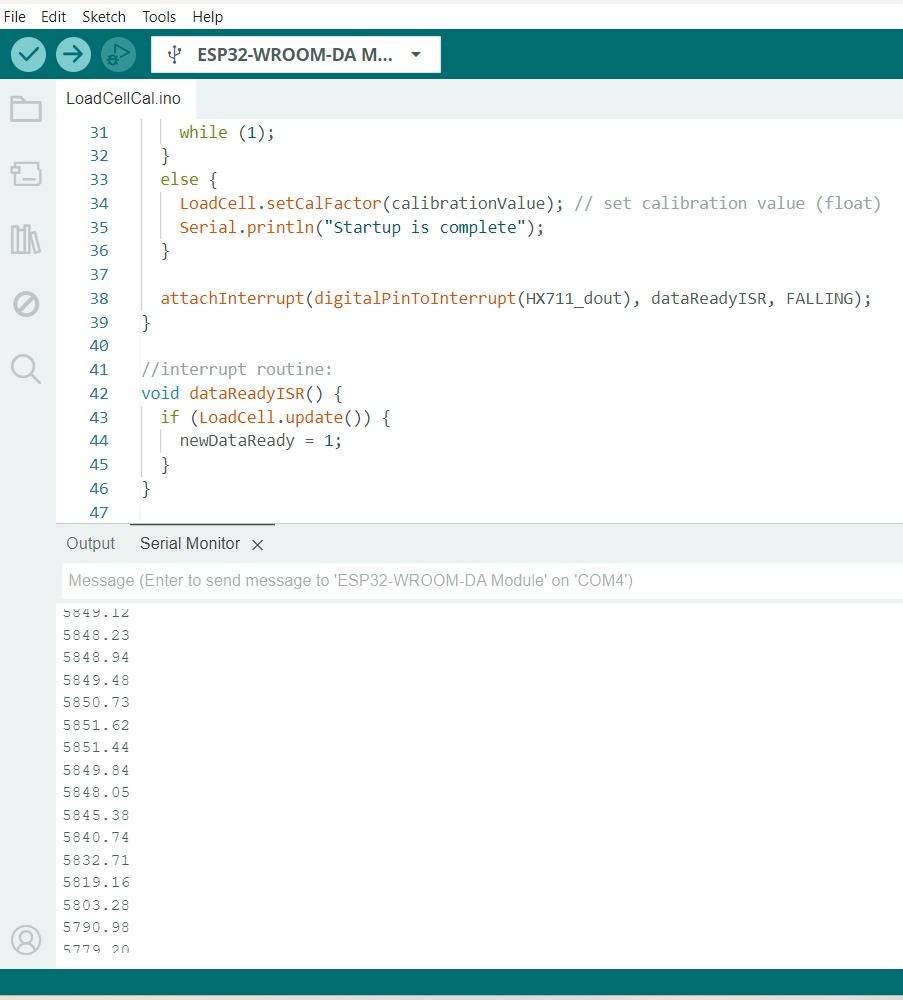 File Edit Sketch Tools Help
ESP32-WROOM-DA M...
LoadCellCal.ino
31 while (1);
32 }
33 else {
34 LoadCell.setCalFactor(calibrationValue); // set calibration value (float)
35 Serial.println("Startup is complete");
36 }
37
38 attachInterrupt(digitalPinToInterrupt(HX711_dout), dataReadyISR, FALLING);
39 }
40
41 //interrupt routine:
42 void dataReadyISR() {
43 if (LoadCell.update()) {
44 newDataReady = 1;
45 }
46 }
47
Output Serial Monitor
Message (Enter to send message to 'ESP32-WROOM-DA Module' on 'COM4')
5849.12
5848.23
5848.94
5849.48
5850.73
5851.62
5851.44
5849.84
5848.05
5845.38
5840.74
5832.71
5819.16
5803.28
5790.98
5779.20